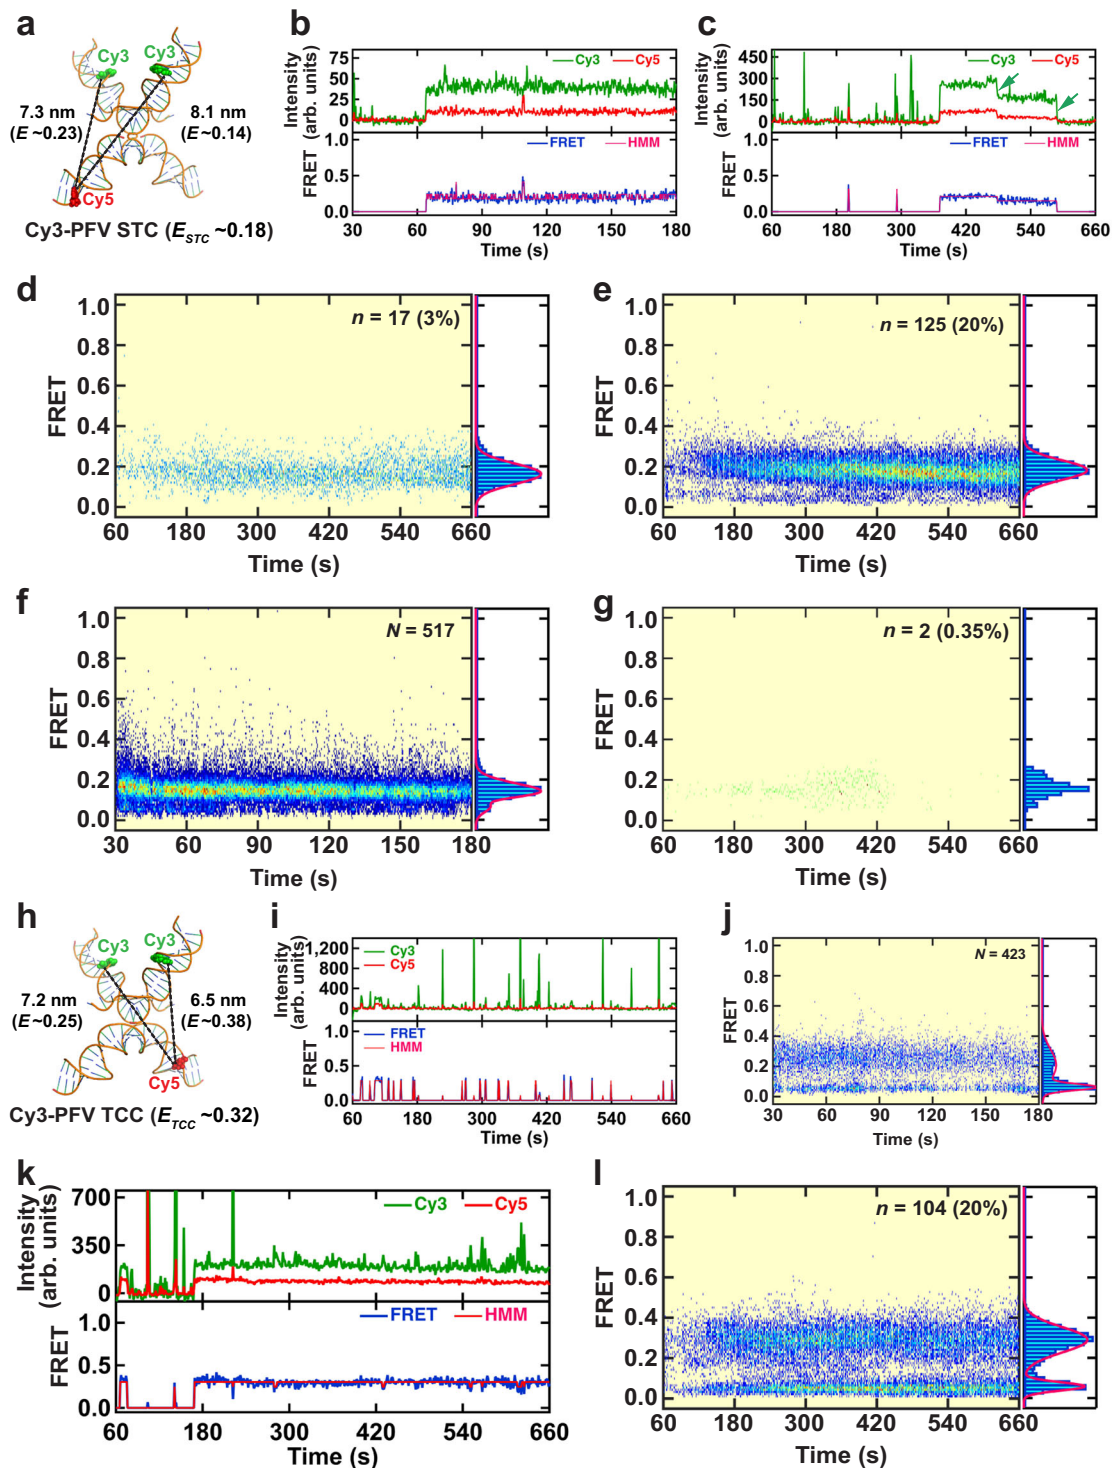 a
Cy3 Cy3
7.3 nm
(E ~0.23)
8.1 nm
(E ~0.14)
Cy5
Cy3-PFV STC (E_STC ~0.18)
b
Intensity
(arb. units)
75
50
25
0
Cy3 Cy5
FRET
1.0
0.5
0.0
FRET HMM
30 60 90 120 150 180
Time (s)
c
Intensity
(arb. units)
450
300
150
0
Cy3 Cy5
FRET
1.0
0.5
0.0
FRET HMM
60 180 300 420 540 660
Time (s)
d
FRET
1.0
0.8
0.6
0.4
0.2
0.0
n = 17 (3%)
60 180 300 420 540 660
Time (s)
e
FRET
1.0
0.8
0.6
0.4
0.2
0.0
n = 125 (20%)
60 180 300 420 540 660
Time (s)
f
FRET
1.0
0.8
0.6
0.4
0.2
0.0
N = 517
30 60 90 120 150 180
Time (s)
g
FRET
1.0
0.8
0.6
0.4
0.2
0.0
n = 2 (0.35%)
60 180 300 420 540 660
Time (s)
h
Cy3 Cy3
7.2 nm
(E ~0.25)
6.5 nm
(E ~0.38)
Cy5
Cy3-PFV TCC (E_TCC ~0.32)
i
Intensity
(arb. units)
1,200
800
400
0
Cy3
Cy5
FRET
1.0
0.5
0.0
FRET
HMM
60 180 300 420 540 660
Time (s)
j
FRET
1.0
0.8
0.6
0.4
0.2
0.0
N = 423
30 60 90 120 150 180
Time (s)
k
Intensity
(arb. units)
700
350
0
Cy3 Cy5
FRET
1.0
0.5
0.0
FRET HMM
60 180 300 420 540 660
Time (s)
l
FRET
1.0
0.8
0.6
0.4
0.2
0.0
n = 104 (20%)
60 180 300 420 540 660
Time (s)